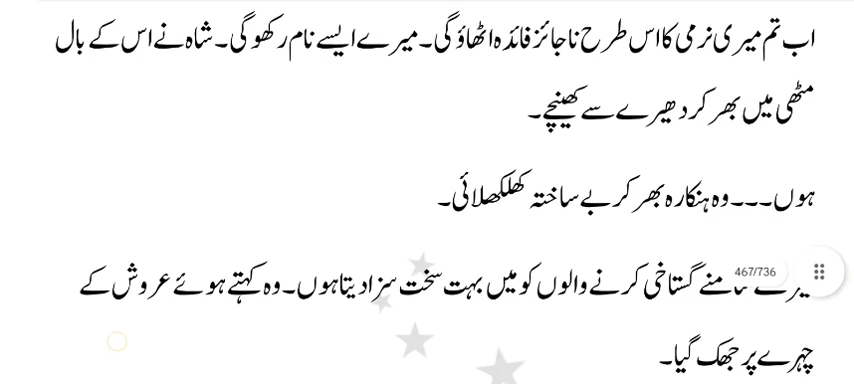 اب تم میری نرمی کا اس طرح ناجائز فائدہ اٹھاؤ گی۔ میرے ایسے نام رکھو گی۔ شاہ نے اس کے بال
مٹھی میں بھر کر دھیرے سے کھینچے۔
ہوں۔۔۔ وہ ہنکارہ بھر کر بے ساختہ کھلکھلائی۔
467/736
گستاخی کرنے والوں کو میں بہت سخت سزا دیتا ہوں۔ وہ کہتے ہوئے عروش کے
چہرے پر جھک گیا۔